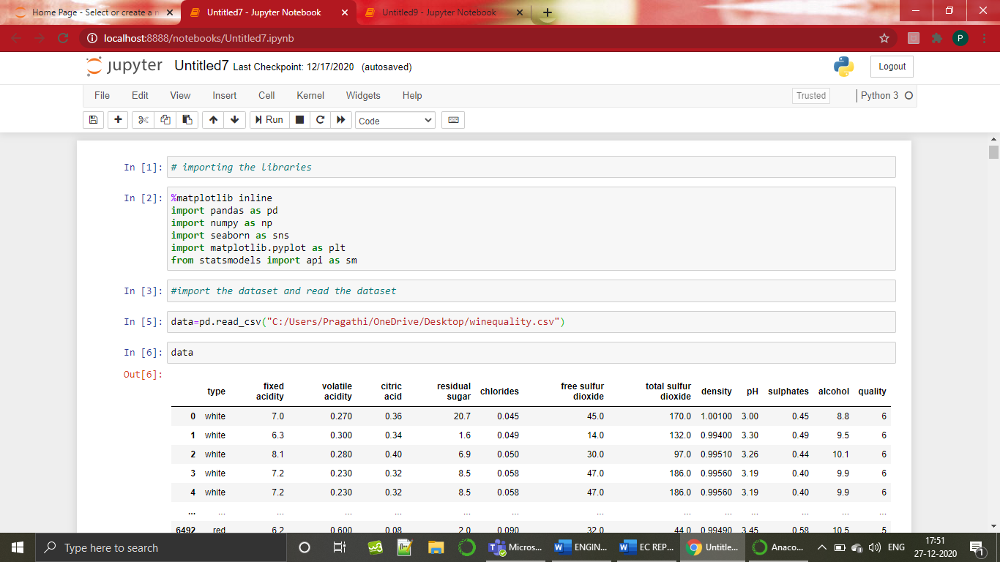 Home Page - Select or create a n
Untitled7 - Jupyter Notebook
Untitled9 - Jupyter Notebook
localhost:8888/notebooks/Untitled7.ipynb
P
jupyter Untitled7 Last Checkpoint: 12/17/2020 (autosaved)
Logout
File Edit View Insert Cell Kernel Widgets Help
Trusted
Python 3
Run
Code
In [1]: # importing the libraries
In [2]: %matplotlib inline
import pandas as pd
import numpy as np
import seaborn as sns
import matplotlib.pyplot as plt
from statsmodels import api as sm
In [3]: #import the dataset and read the dataset
In [5]: data=pd.read_csv("C:/Users/Pragathi/OneDrive/Desktop/winequality.csv")
In [6]: data
Out[6]:
type fixed acidity volatile acidity citric acid residual sugar chlorides free sulfur dioxide total sulfur dioxide density pH sulphates alcohol quality
0 white 7.0 0.270 0.36 20.7 0.045 45.0 170.0 1.00100 3.00 0.45 8.8 6
1 white 6.3 0.300 0.34 1.6 0.049 14.0 132.0 0.99400 3.30 0.49 9.5 6
2 white 8.1 0.280 0.40 6.9 0.050 30.0 97.0 0.99510 3.26 0.44 10.1 6
3 white 7.2 0.230 0.32 8.5 0.058 47.0 186.0 0.99560 3.19 0.40 9.9 6
4 white 7.2 0.230 0.32 8.5 0.058 47.0 186.0 0.99560 3.19 0.40 9.9 6
... ... ... ... ... ... ... ... ... ... ... ... ... ...
6492 red 6.2 0.600 0.08 2.0 0.090 32.0 44.0 0.99490 3.45 0.58 10.5 5
Type here to search
Micros...
ENGIN...
EC REP...
Untitle...
Anaco...
ENG
17:51
27-12-2020
1